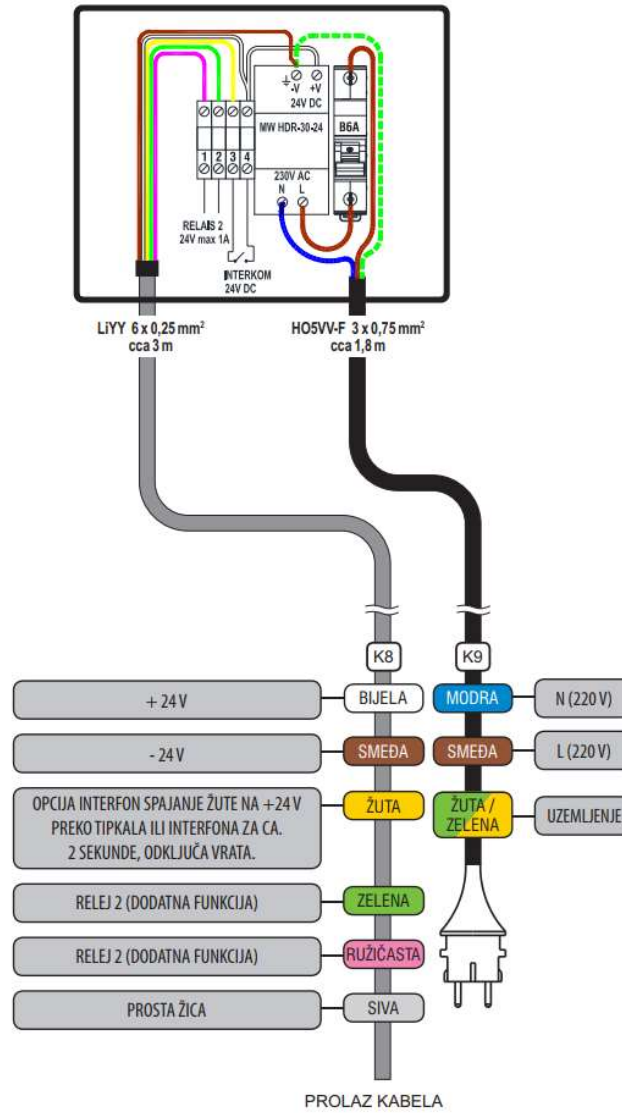 -V +V
24V DC
MW HDR-30-24
B6A
1 2 3 4
230V AC
N L
RELAIS 2
24V max 1A
INTERKOM
24V DC
LiYY 6 x 0,25 mm²
cca 3 m
HO5VV-F 3 x 0,75 mm²
cca 1,8 m
K8
K9
+ 24 V
BIJELA
MODRA
N (220 V)
- 24 V
SMEĐA
SMEĐA
L (220 V)
OPCIJA INTERFON SPAJANJE ŽUTE NA +24 V
PREKO TIPKALA ILI INTERFONA ZA CA.
2 SEKUNDE, ODKLJUČA VRATA.
ŽUTA
ŽUTA /
ZELENA
UZEMLJENJE
RELEJ 2 (DODATNA FUNKCIJA)
ZELENA
RELEJ 2 (DODATNA FUNKCIJA)
RUŽIČASTA
PROSTA ŽICA
SIVA
PROLAZ KABELA